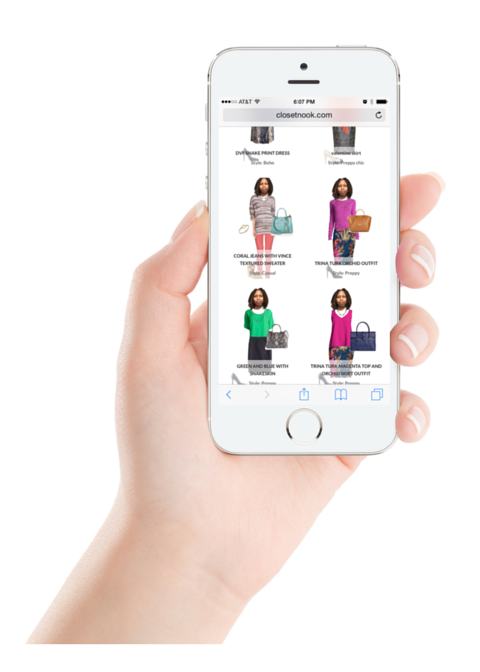 AT&T
6:07 PM
closetnook.com
DVF SNAKE PRINT DRESS
Style: Boho
valentine skirt
Style: Preppy chic
CORAL JEANS WITH VINCE
TEXTURED SWEATER
Style: Casual
TRINA TURK ORCHID OUTFIT
Style: Preppy
GREEN AND BLUE WITH
SNAKESKIN
Style: Preppy
TRINA TURK MAGENTA TOP AND
ORCHID SKIRT OUTFIT
Style: Preppy